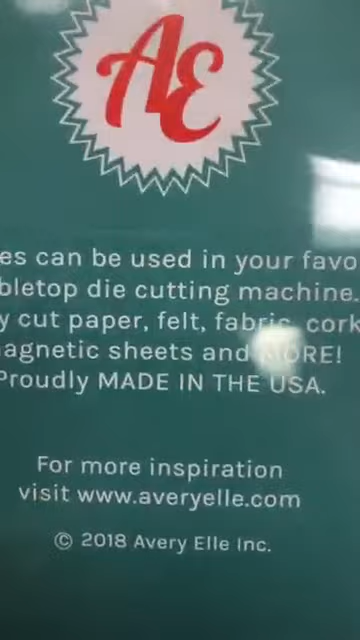 AE
es can be used in your favo
bletop die cutting machine.
y cut paper, felt, fabric, cork
agnetic sheets and MORE!
Proudly MADE IN THE USA.
For more inspiration
visit www.averyelle.com
© 2018 Avery Elle Inc.